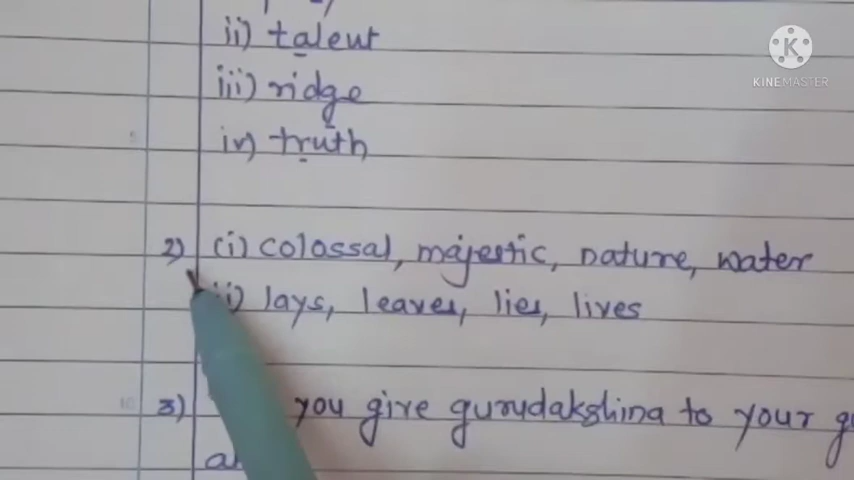 ii) talent
iii) ridge
iv) truth
KINEMASTER
2) (i) colossal, majestic, nature, water
ii) lays, leaves, lies, lives
3) you give gurudakshina to your